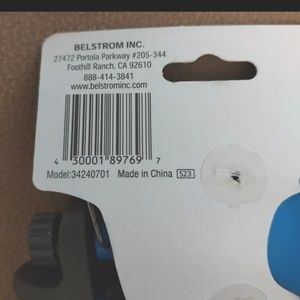 BELSTROM INC.
27472 Portola Parkway #205-344
Foothill Ranch, CA 92610
888-414-3841
www.belstrominc.com
4 30001 89769 7
Model:34240701 Made in China S23